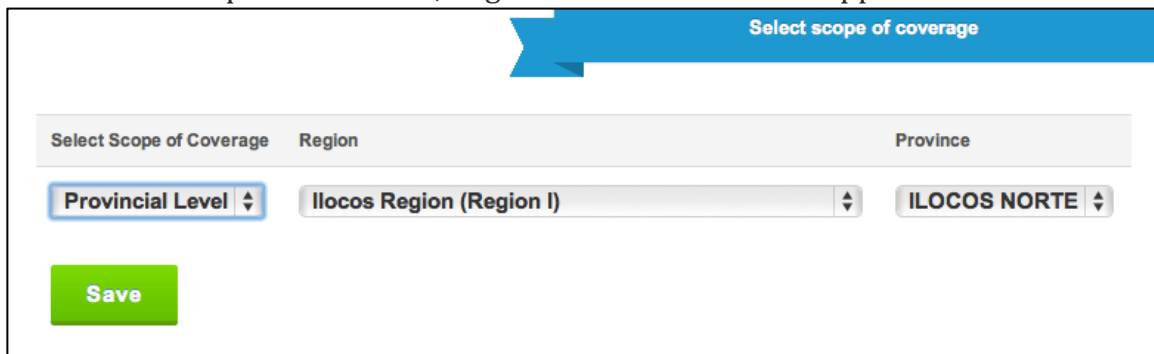 Select scope of coverage
Select Scope of Coverage Region Province
Provincial Level Ilocos Region (Region I) ILOCOS NORTE
Save